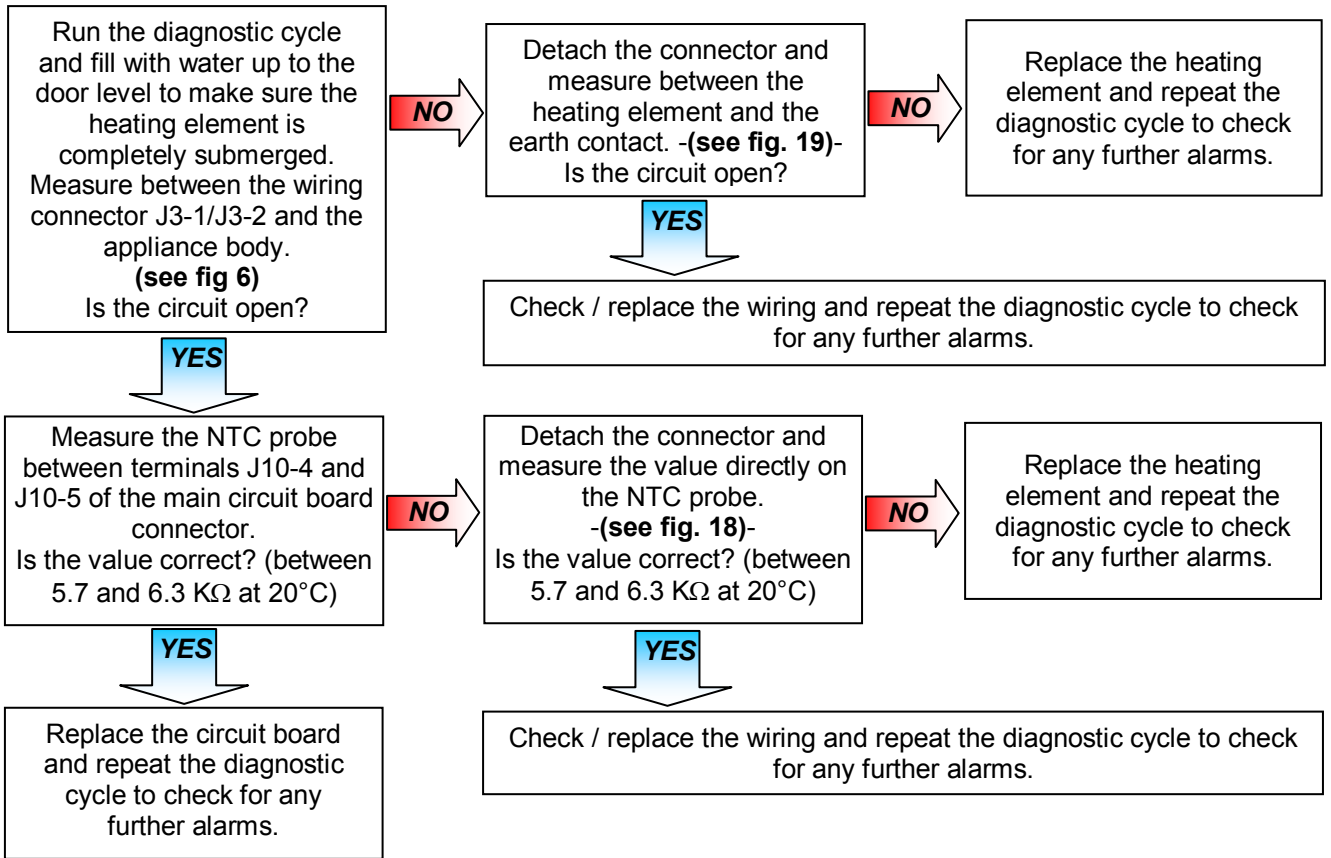 Run the diagnostic cycle
and fill with water up to the
door level to make sure the
heating element is
completely submerged.
Measure between the wiring
connector J3-1/J3-2 and the
appliance body.
(see fig 6)
Is the circuit open?
NO
Detach the connector and
measure between the
heating element and the
earth contact. -(see fig. 19)-
Is the circuit open?
NO
Replace the heating
element and repeat the
diagnostic cycle to check
for any further alarms.
YES
Check / replace the wiring and repeat the diagnostic cycle to check
for any further alarms.
YES
Measure the NTC probe
between terminals J10-4 and
J10-5 of the main circuit board
connector.
Is the value correct? (between
5.7 and 6.3 KΩ at 20°C)
NO
Detach the connector and
measure the value directly on
the NTC probe.
-(see fig. 18)-
Is the value correct? (between
5.7 and 6.3 KΩ at 20°C)
NO
Replace the heating
element and repeat the
diagnostic cycle to check
for any further alarms.
YES
Replace the circuit board
and repeat the diagnostic
cycle to check for any
further alarms.
YES
Check / replace the wiring and repeat the diagnostic cycle to check
for any further alarms.